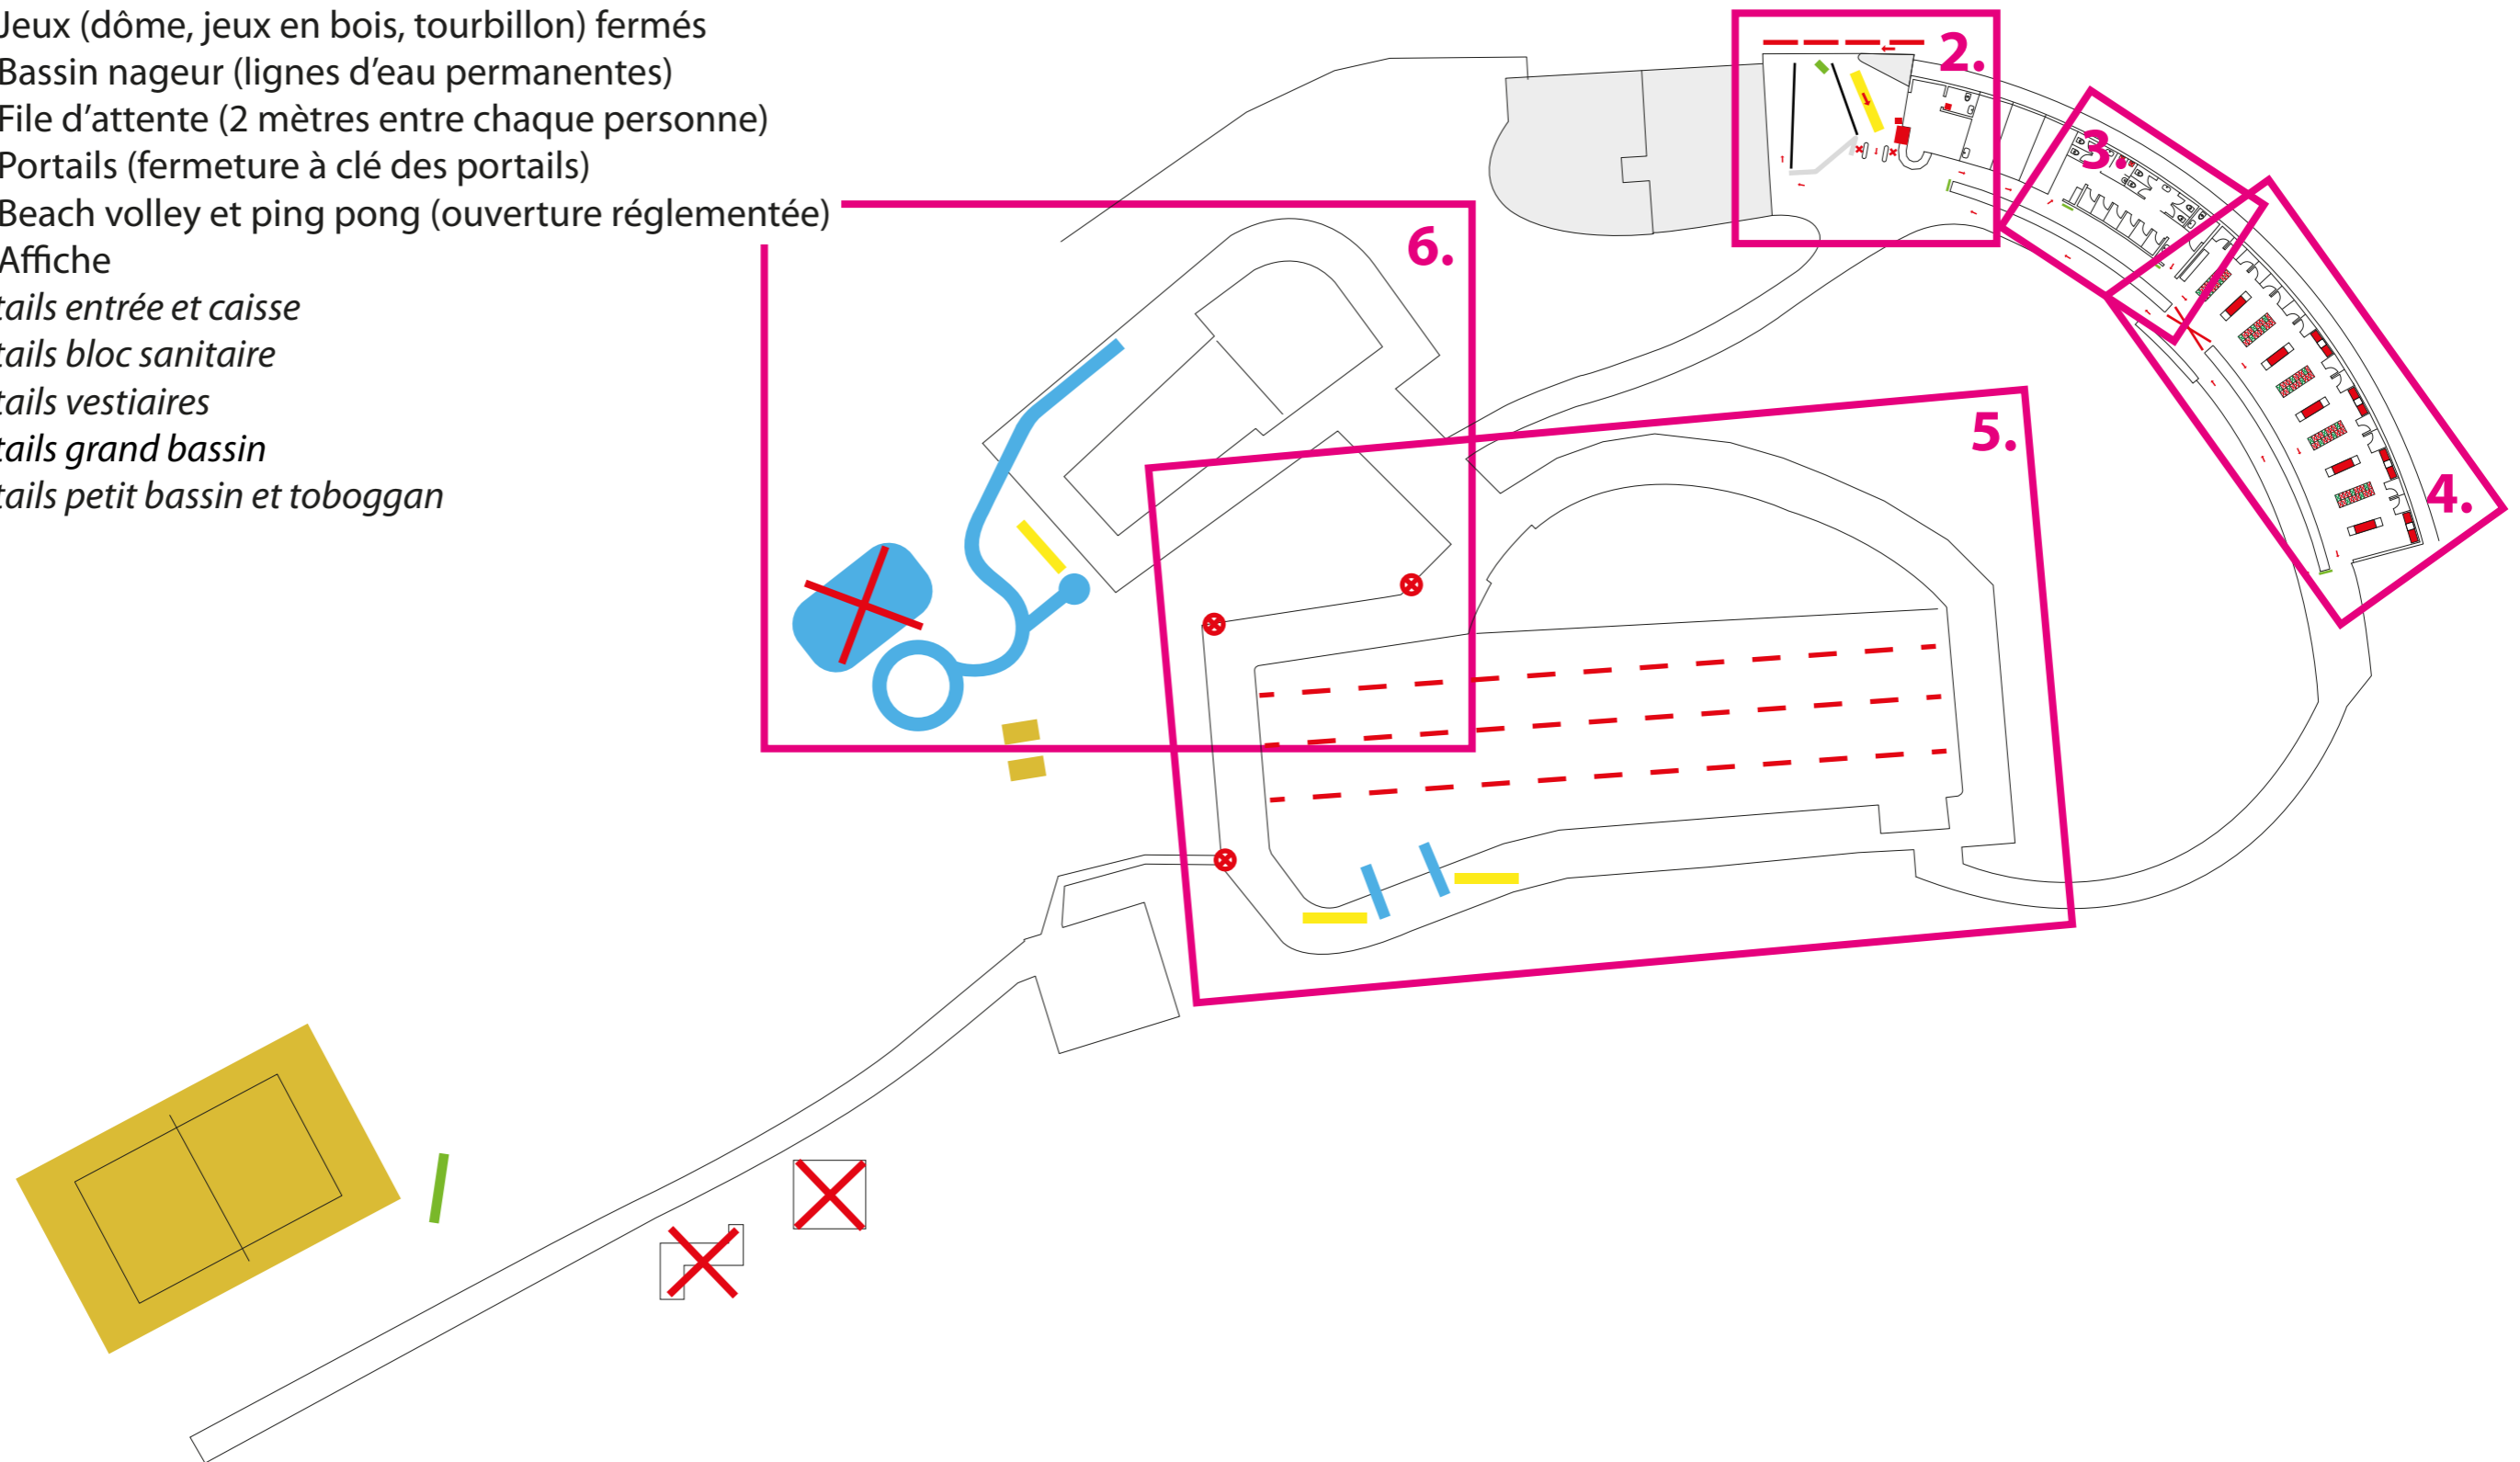 Jeux (dôme, jeux en bois, tourbillon) fermés
Bassin nageur (lignes d'eau permanentes)
File d'attente (2 mètres entre chaque personne)
Portails (fermeture à clé des portails)
Beach volley et ping pong (ouverture réglementée)
Affiche
tails entrée et caisse
tails bloc sanitaire
tails vestiaires
tails grand bassin
tails petit bassin et toboggan
2.
3.
6.
5.
4.